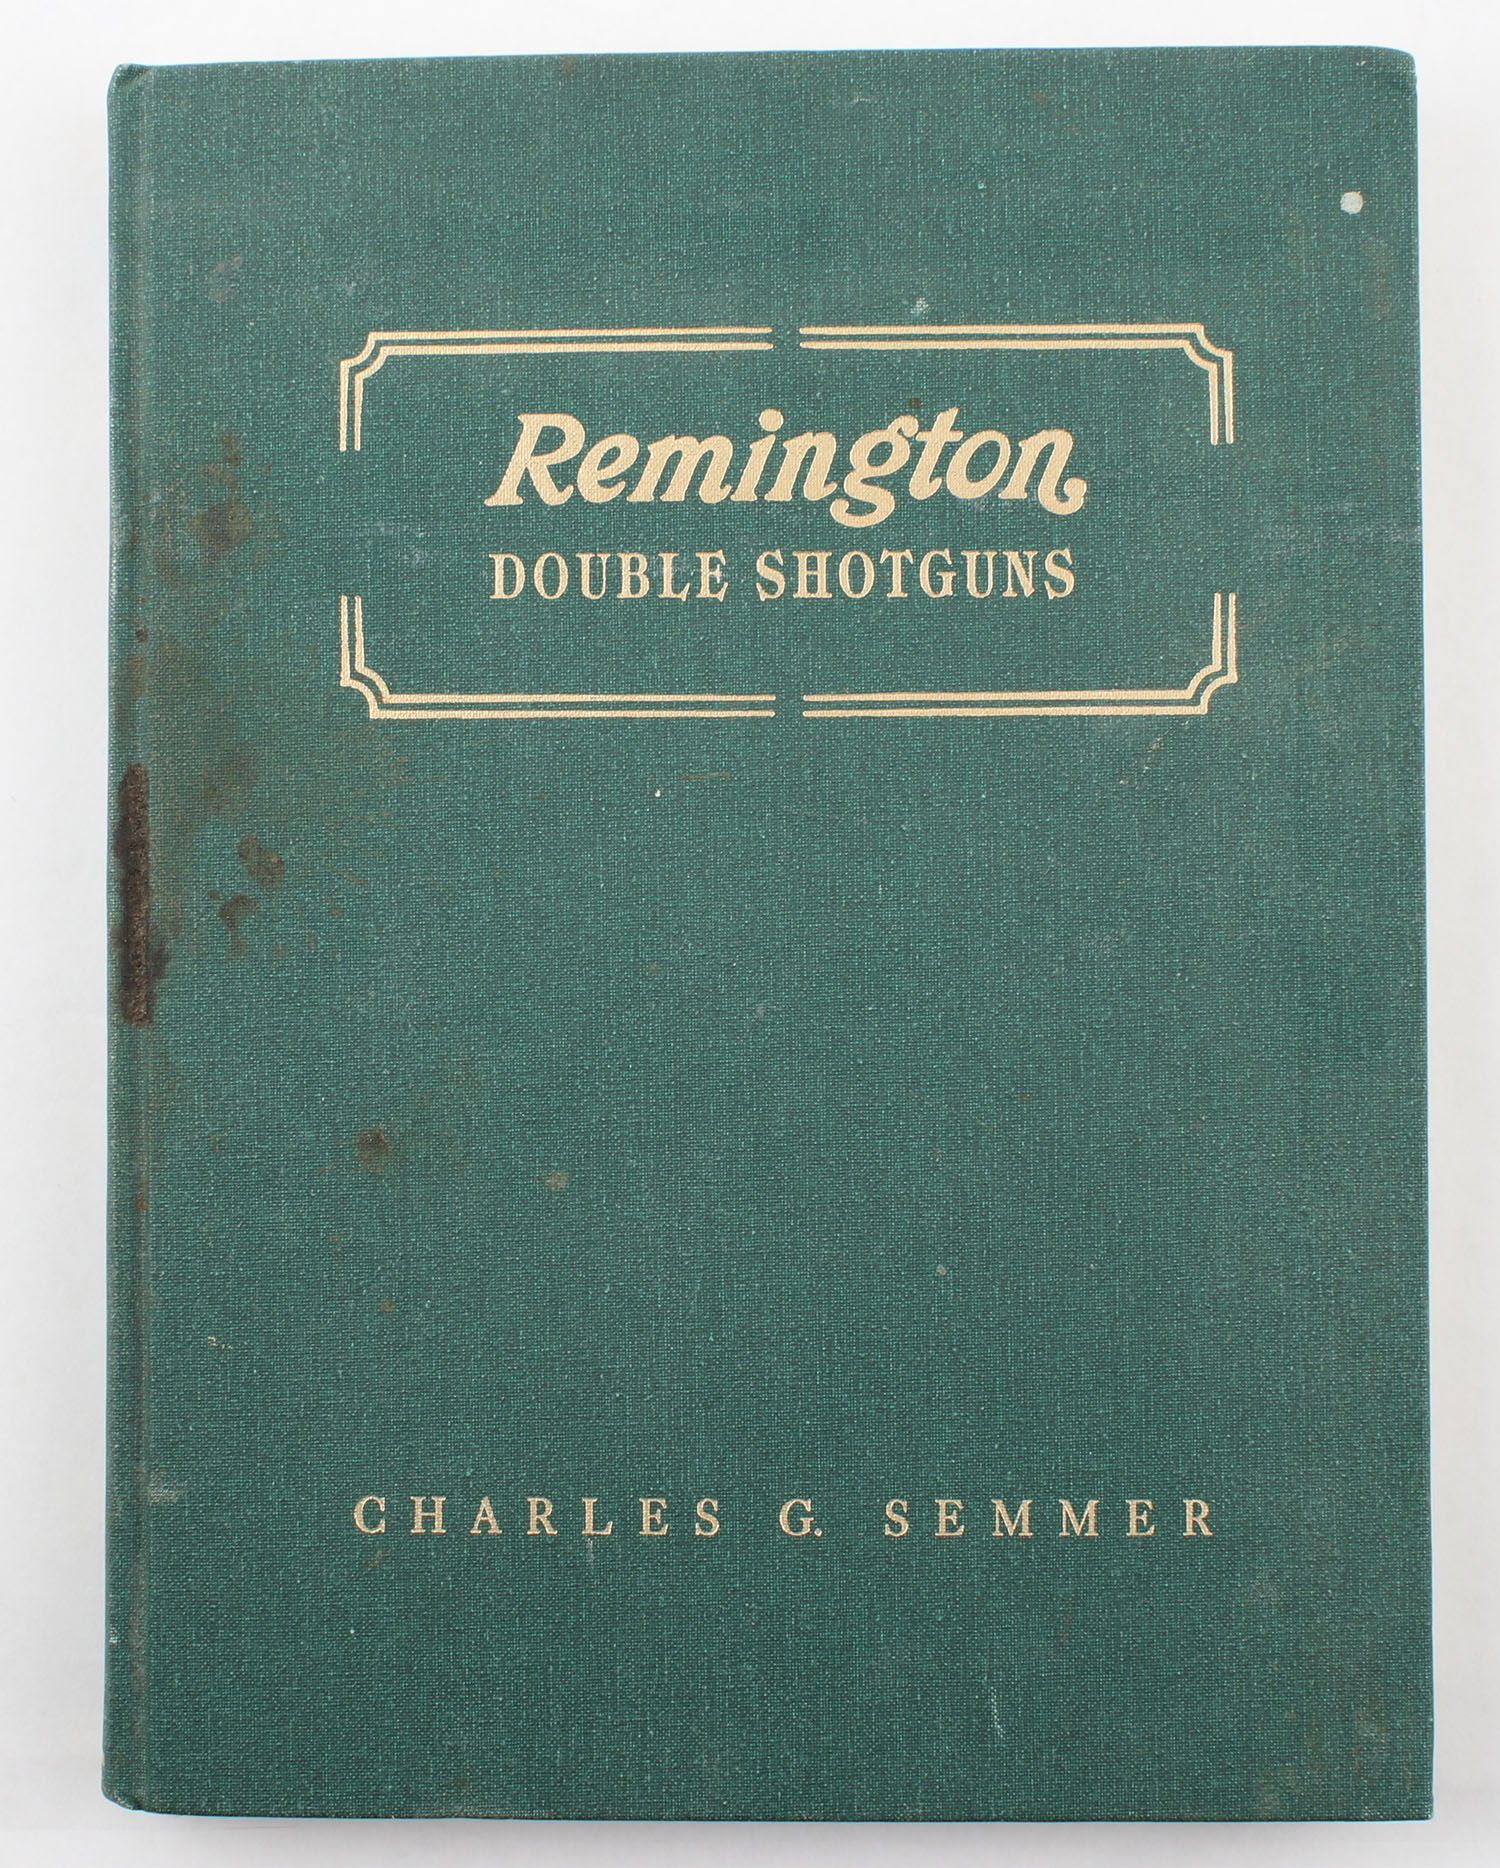 Remington
DOUBLE SHOTGUNS
CHARLES G. SEMMER